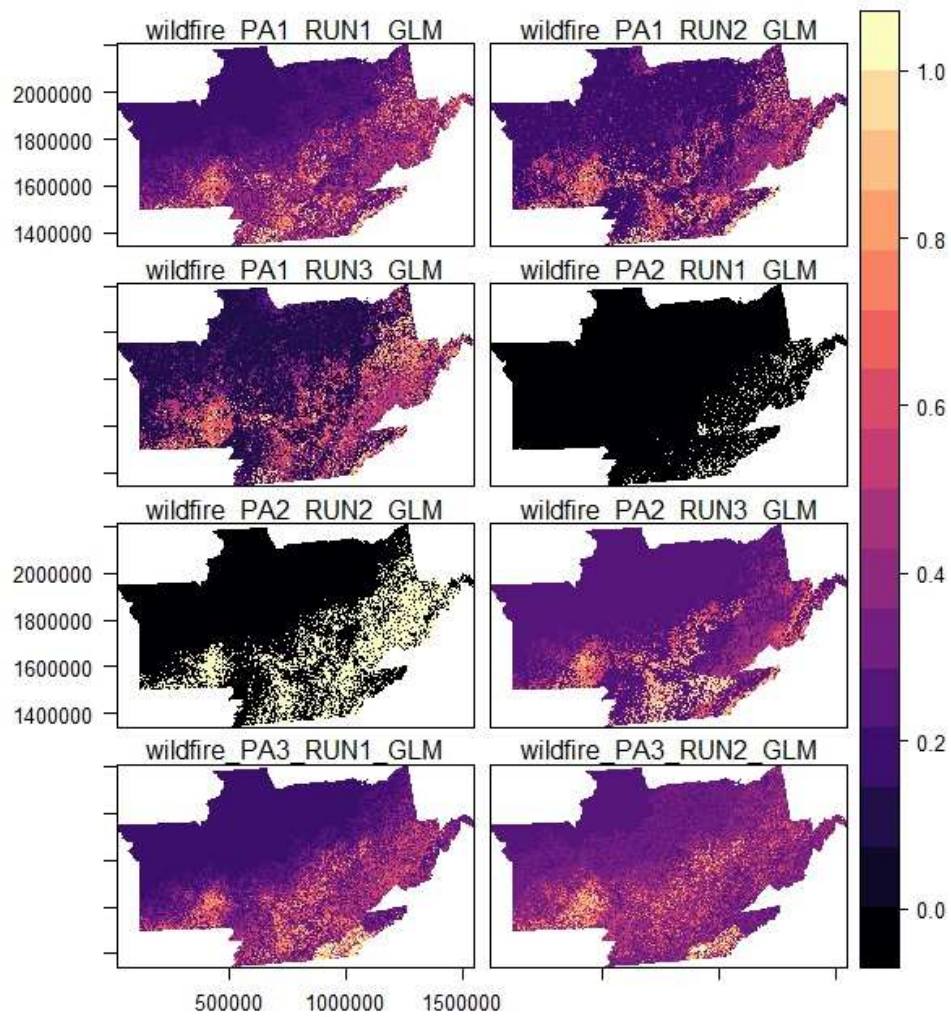 wildfire_PA1_RUN1_GLM
wildfire_PA1_RUN2_GLM
1.0
2000000
1800000
1600000
1400000
0.8
wildfire_PA1_RUN3_GLM
wildfire_PA2_RUN1_GLM
0.6
wildfire_PA2_RUN2_GLM
wildfire_PA2_RUN3_GLM
2000000
0.4
1800000
1600000
1400000
0.2
wildfire_PA3_RUN1_GLM
wildfire_PA3_RUN2_GLM
0.0
500000 1000000 1500000